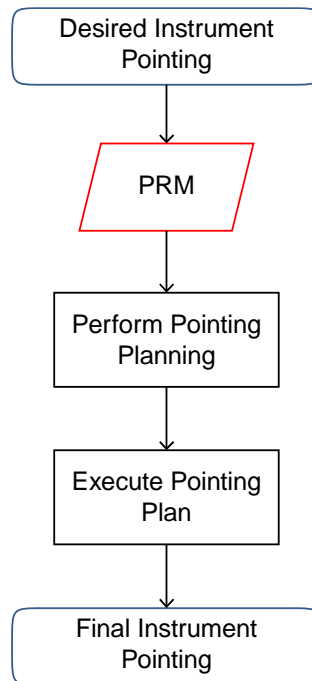 Desired Instrument
Pointing
PRM
Perform Pointing
Planning
Execute Pointing
Plan
Final Instrument
Pointing